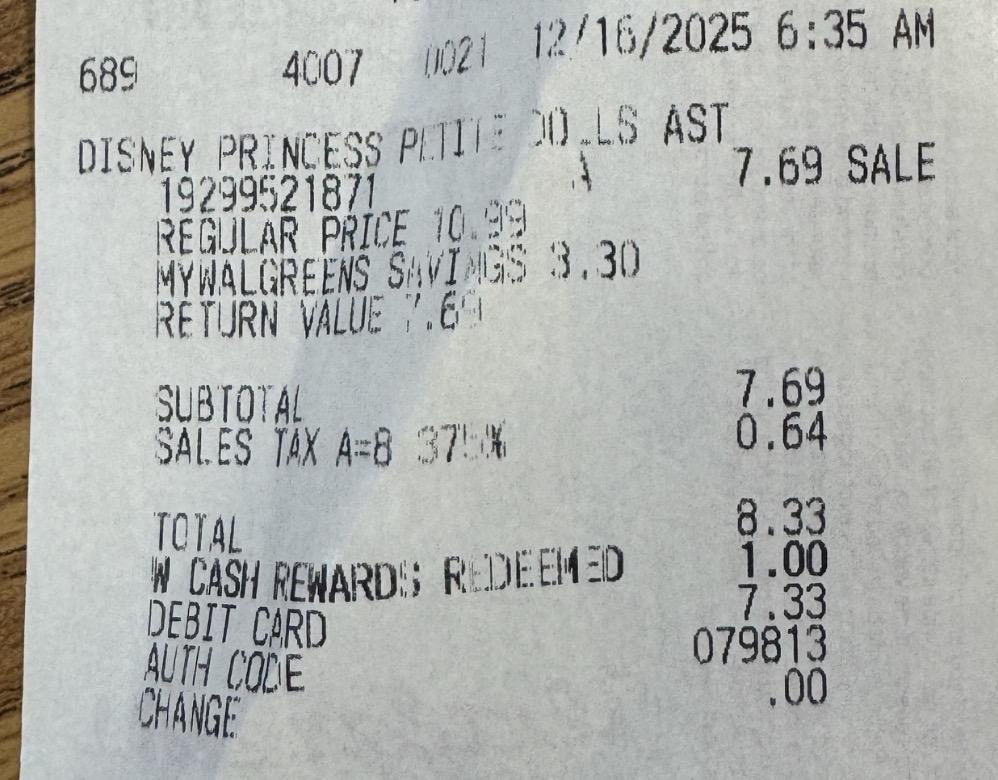 689 4007 0021 12/16/2025 6:35 AM
DISNEY PRINCESS PETITE DOLLS AST
A 7.69 SALE
19299521871
REGULAR PRICE 10.99
MYWALGREENS SAVINGS 3.30
RETURN VALUE 7.69
SUBTOTAL 7.69
SALES TAX A=8.375% 0.64
TOTAL 8.33
W CASH REWARDS REDEEMED 1.00
DEBIT CARD 7.33
AUTH CODE 079813
CHANGE .00